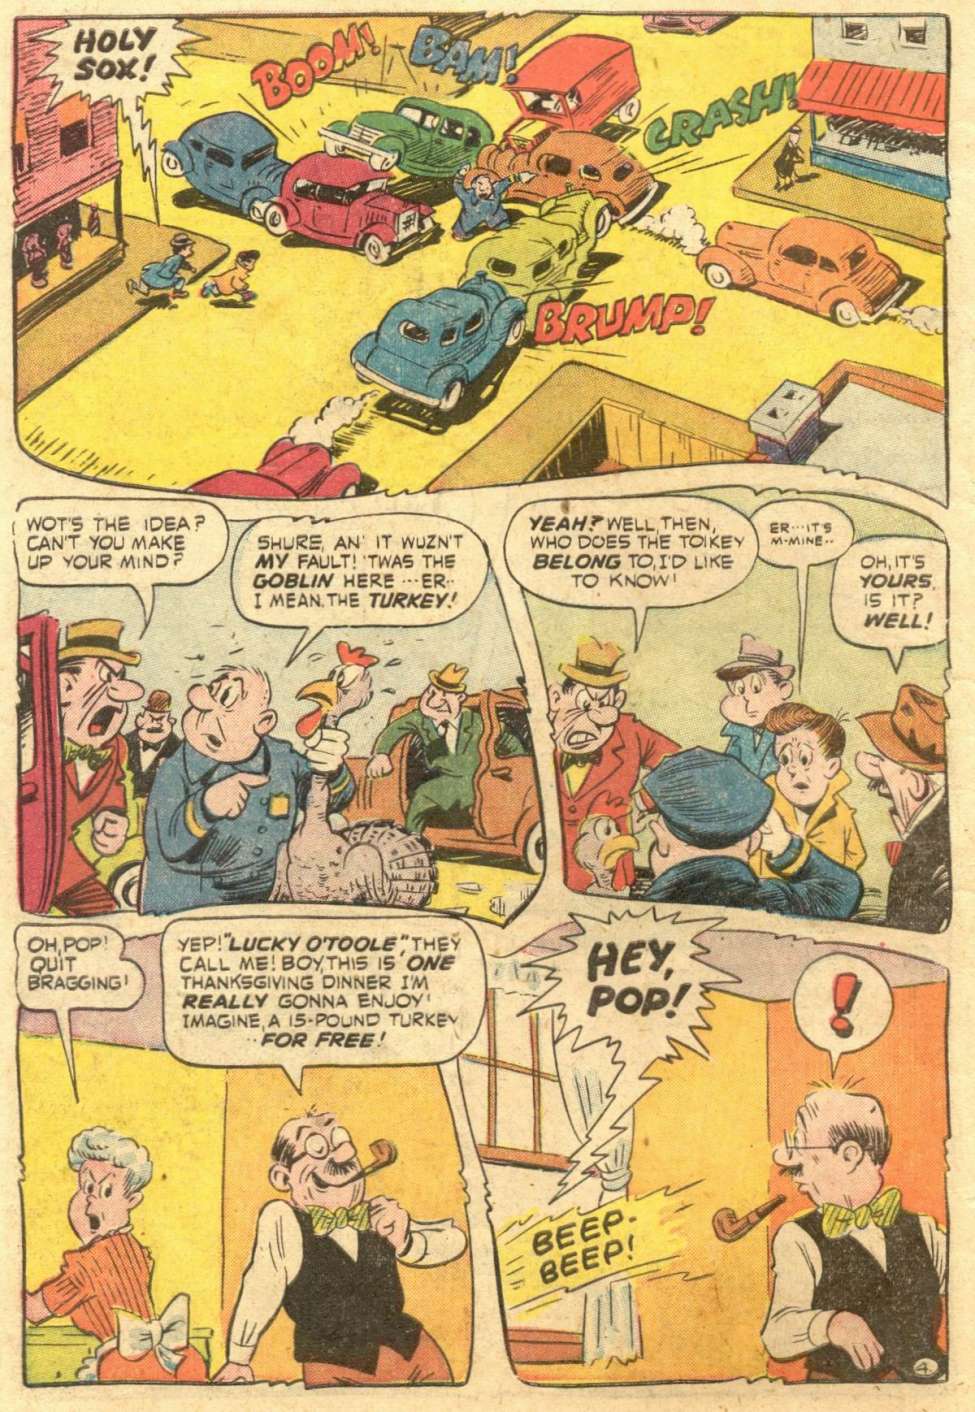 HOLY
SOX!
BOOM!
BAM!
CRASH!
BRUMP!
WOT'S THE IDEA?
CAN'T YOU MAKE
UP YOUR MIND?
SHURE, AN' IT WUZN'T
MY FAULT! 'TWAS THE
GOBLIN HERE ... ER..
I MEAN, THE TURKEY!
YEAH? WELL, THEN,
WHO DOES THE TOIKEY
BELONG TO, I'D LIKE
TO KNOW!
ER...IT'S
M-MINE..
OH, IT'S
YOURS,
IS IT?
WELL!
OH, POP!
QUIT
BRAGGING!
YEP! "LUCKY O'TOOLE", THEY
CALL ME! BOY, THIS IS ONE
THANKSGIVING DINNER I'M
REALLY GONNA ENJOY!
IMAGINE, A 15-POUND TURKEY
..FOR FREE!
HEY,
POP!
!
BEEP-
BEEP!
4